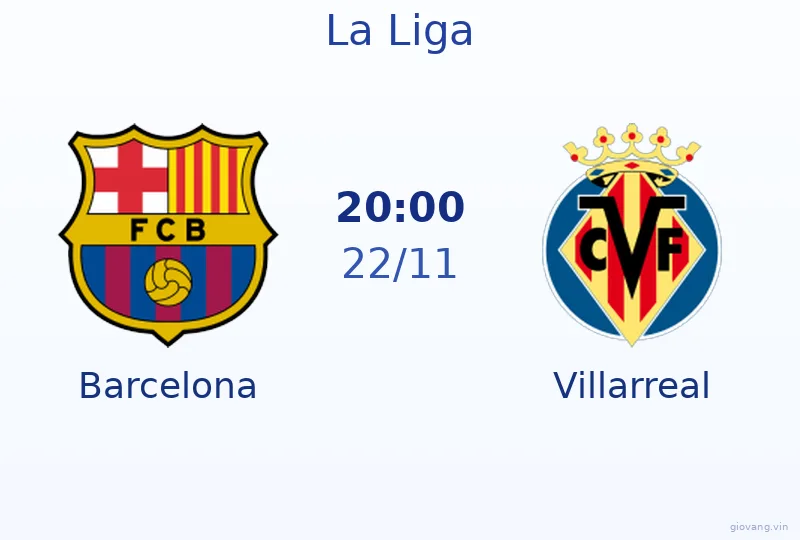 La Liga
FCB
CVF
20:00
22/11
Barcelona
Villarreal
giovang.vin